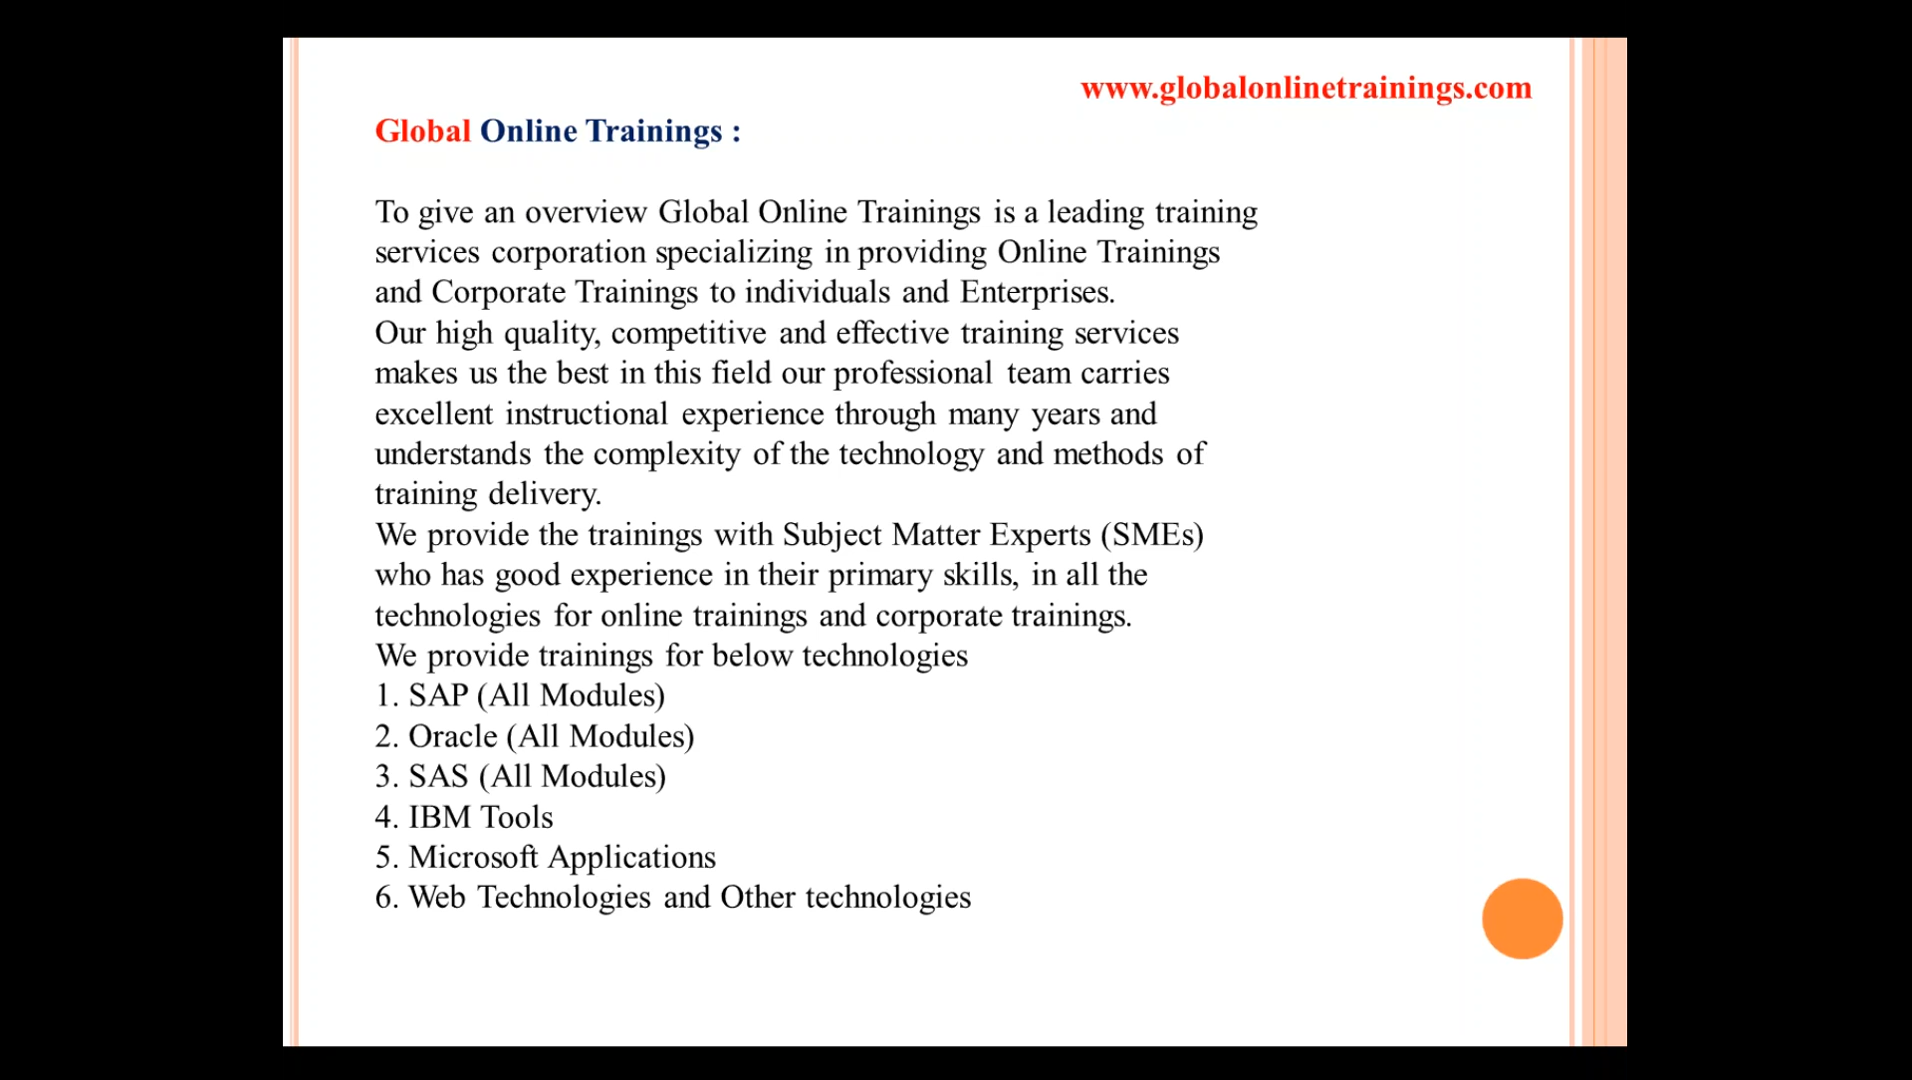 www.globalonlinetrainings.com
Global Online Trainings :
To give an overview Global Online Trainings is a leading training
services corporation specializing in providing Online Trainings
and Corporate Trainings to individuals and Enterprises.
Our high quality, competitive and effective training services
makes us the best in this field our professional team carries
excellent instructional experience through many years and
understands the complexity of the technology and methods of
training delivery.
We provide the trainings with Subject Matter Experts (SMEs)
who has good experience in their primary skills, in all the
technologies for online trainings and corporate trainings.
We provide trainings for below technologies
1. SAP (All Modules)
2. Oracle (All Modules)
3. SAS (All Modules)
4. IBM Tools
5. Microsoft Applications
6. Web Technologies and Other technologies